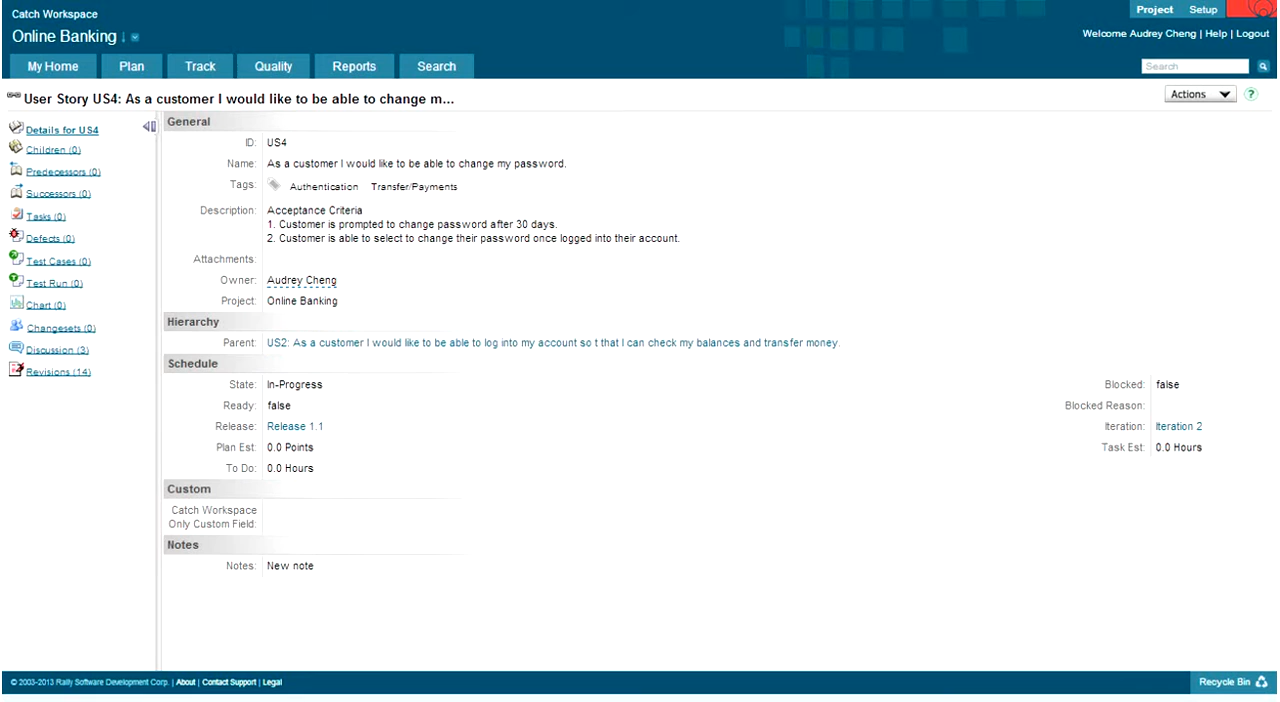 Catch Workspace
Project Setup
Online Banking
Welcome Audrey Cheng | Help | Logout
My Home Plan Track Quality Reports Search
Search
User Story US4: As a customer I would like to be able to change m...
Actions
?
Details for US4
Children (0)
Predecessors (0)
Successors (0)
Tasks (0)
Defects (0)
Test Cases (0)
Test Run (0)
Chart (0)
Changesets (0)
Discussion (3)
Revisions (14)
General
ID: US4
Name: As a customer I would like to be able to change my password.
Tags: Authentication Transfer/Payments
Description: Acceptance Criteria
1. Customer is prompted to change password after 30 days.
2. Customer is able to select to change their password once logged into their account.
Attachments:
Owner: Audrey Cheng
Project: Online Banking
Hierarchy
Parent: US2: As a customer I would like to be able to log into my account so t that I can check my balances and transfer money.
Schedule
State: In-Progress Blocked: false
Ready: false Blocked Reason:
Release: Release 1.1 Iteration: Iteration 2
Plan Est: 0.0 Points Task Est: 0.0 Hours
To Do: 0.0 Hours
Custom
Catch Workspace
Only Custom Field:
Notes
Notes: New note
© 2003-2013 Rally Software Development Corp. | About | Contact Support | Legal
Recycle Bin